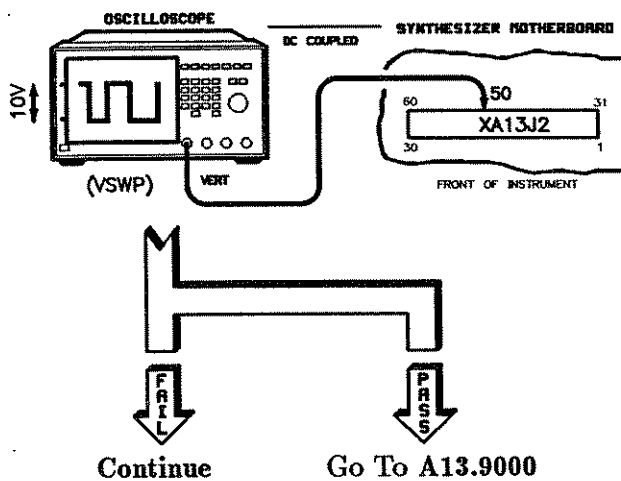 OSCILLOSCOPE
DC COUPLED
SYNTHESIZER MOTHERBOARD
10V
50
60
31
XA13J2
30
1
(VSWP)
VERT
FRONT OF INSTRUMENT
FAIL
PASS
Continue
Go To A13.9000